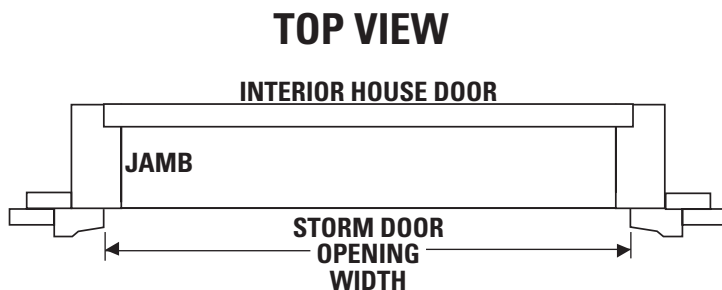 TOP VIEW
INTERIOR HOUSE DOOR
JAMB
STORM DOOR
OPENING
WIDTH